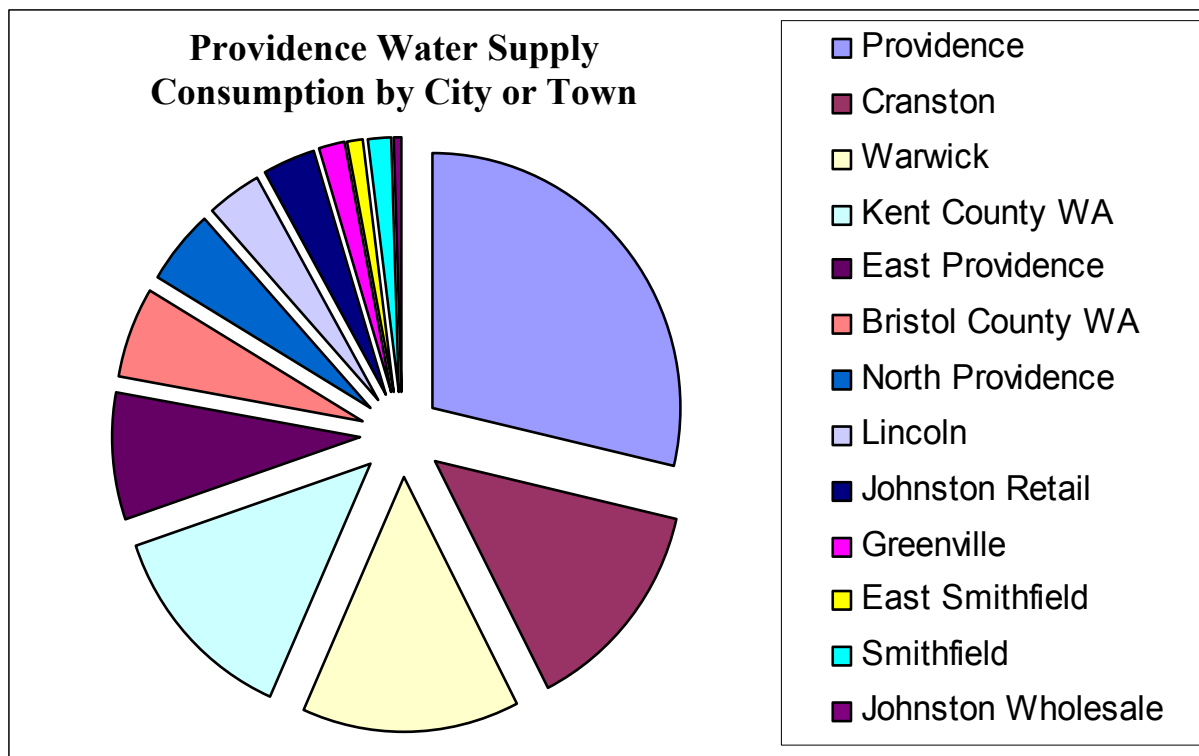 Providence Water Supply
Consumption by City or Town
Providence
Cranston
Warwick
Kent County WA
East Providence
Bristol County WA
North Providence
Lincoln
Johnston Retail
Greenville
East Smithfield
Smithfield
Johnston Wholesale